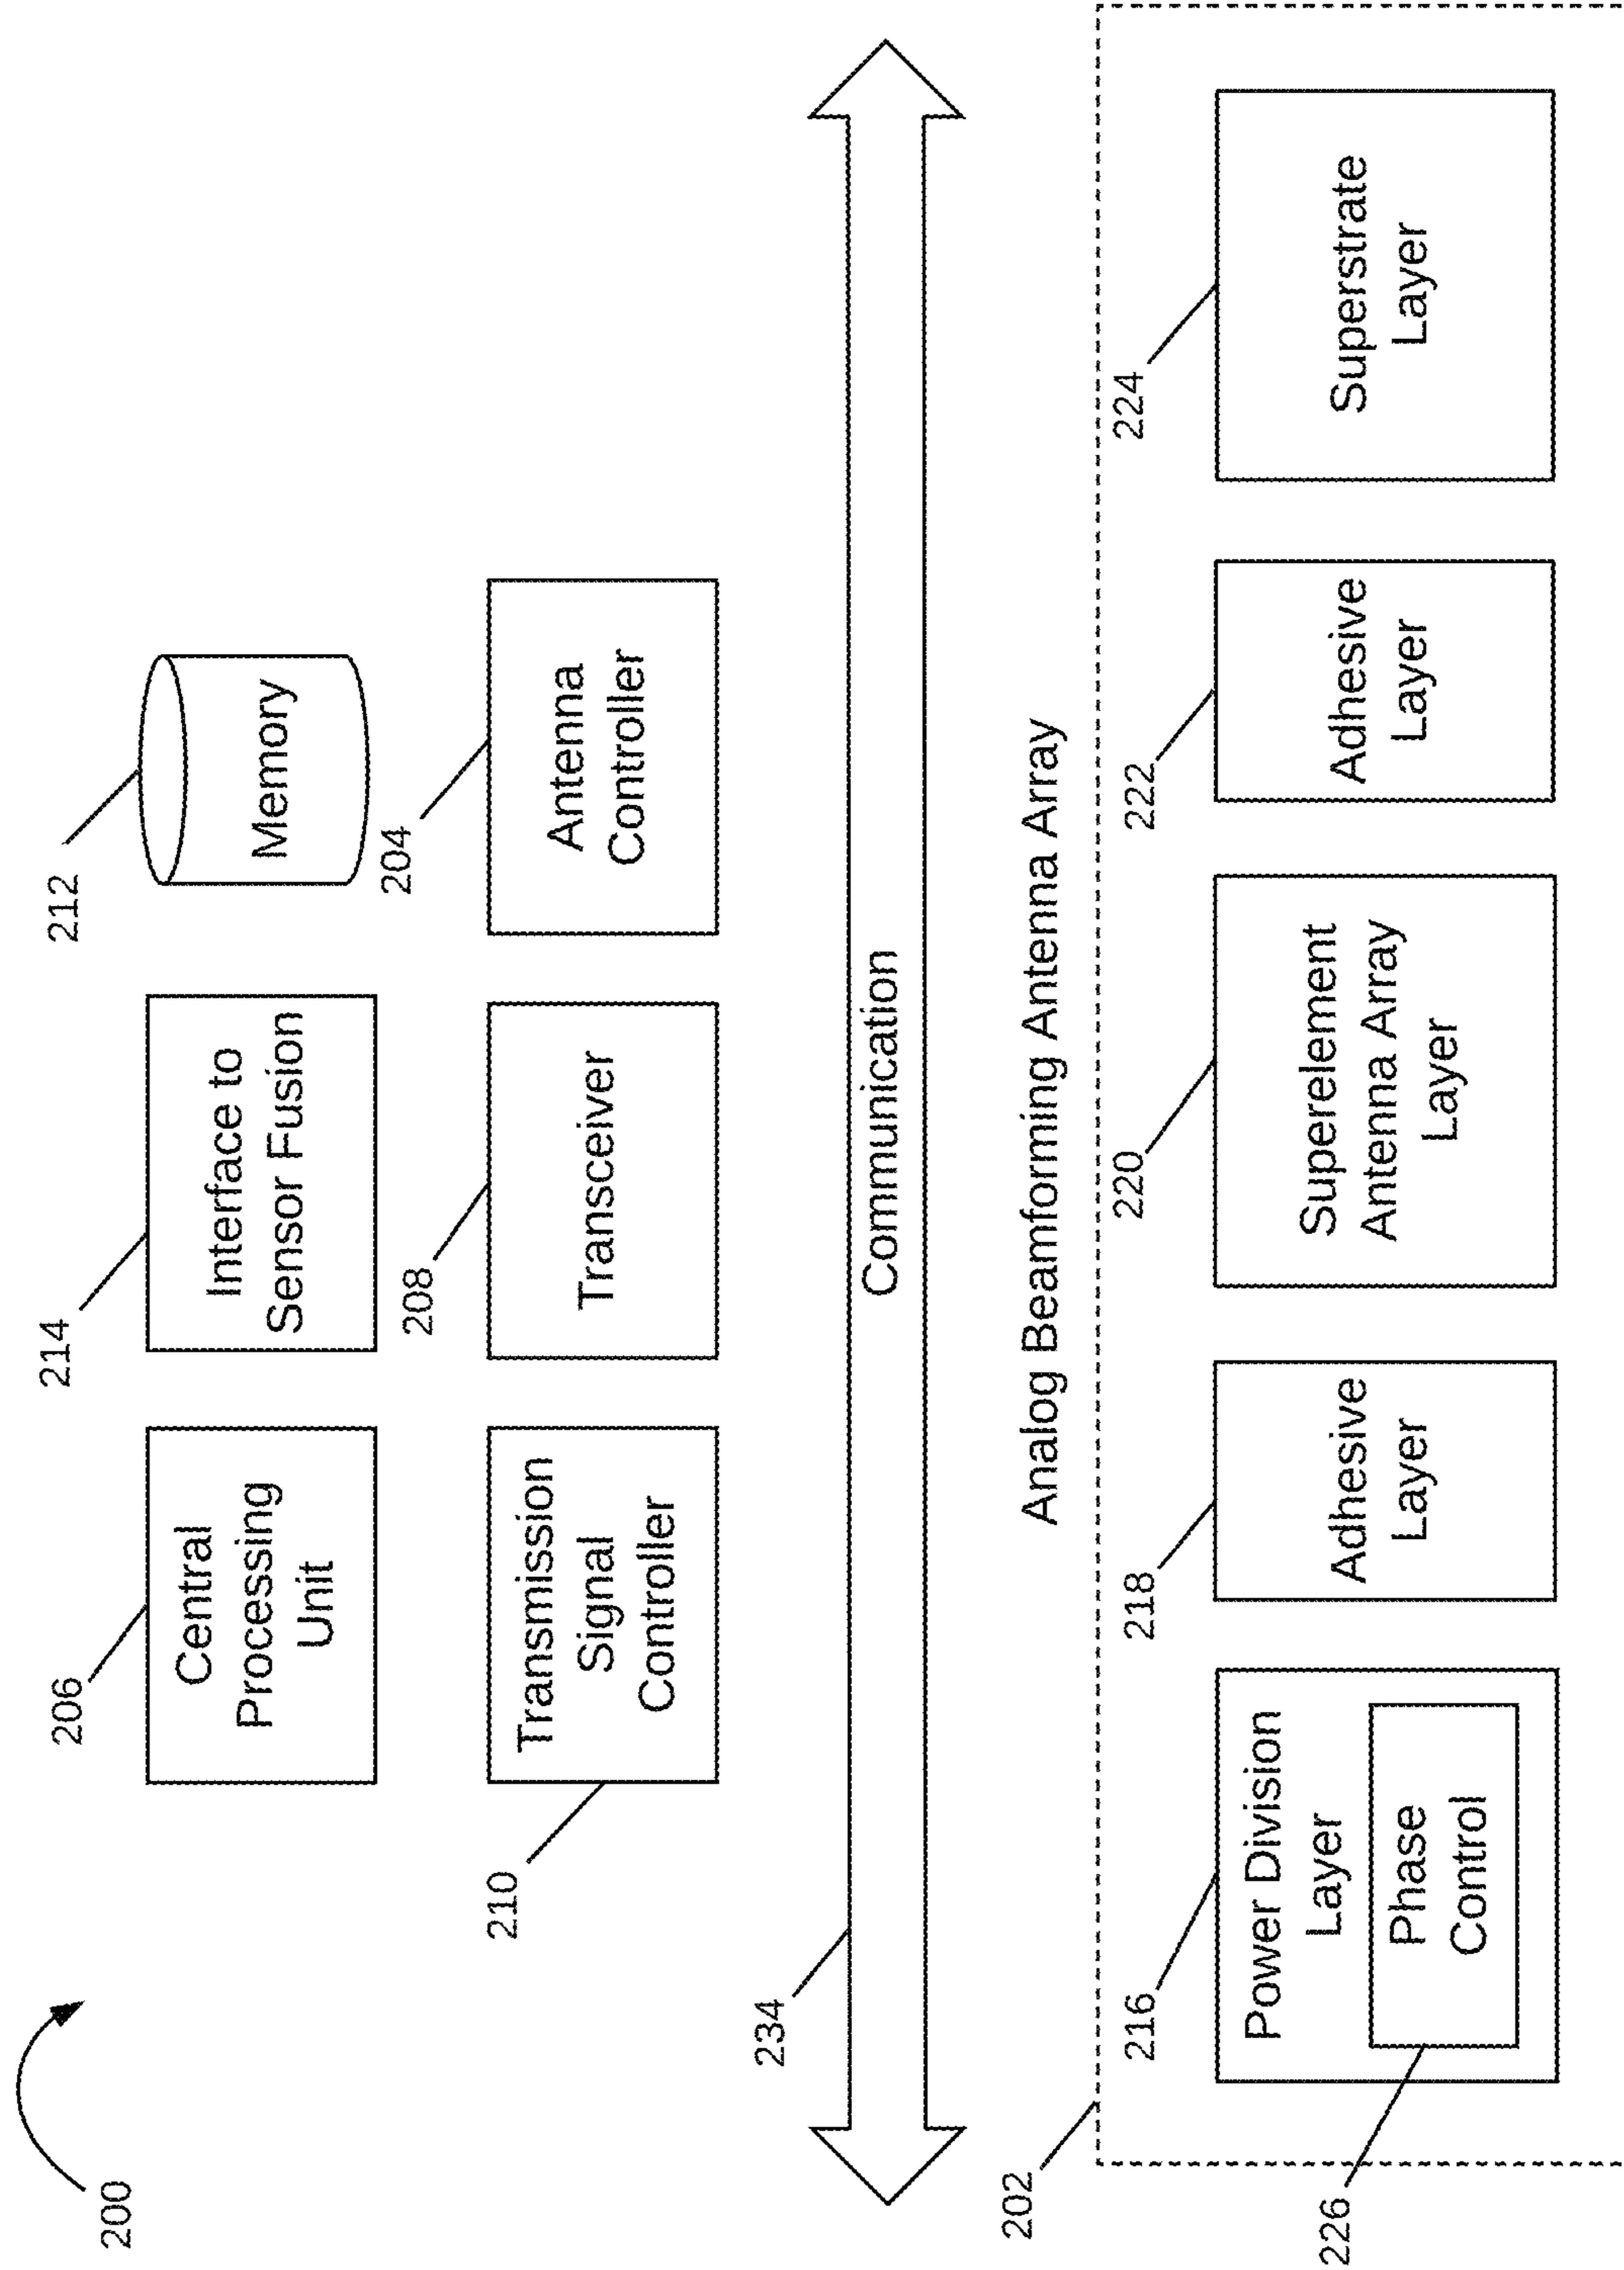 200
206
Central
Processing
Unit
214
Interface to
Sensor Fusion
212
Memory
210
Transmission
Signal
Controller
208
Transceiver
204
Antenna
Controller
234
Communication
202
Analog Beamforming Antenna Array
216
Power Division
Layer
226
Phase
Control
218
Adhesive
Layer
220
Superelement
Antenna Array
Layer
222
Adhesive
Layer
224
Superstrate
Layer